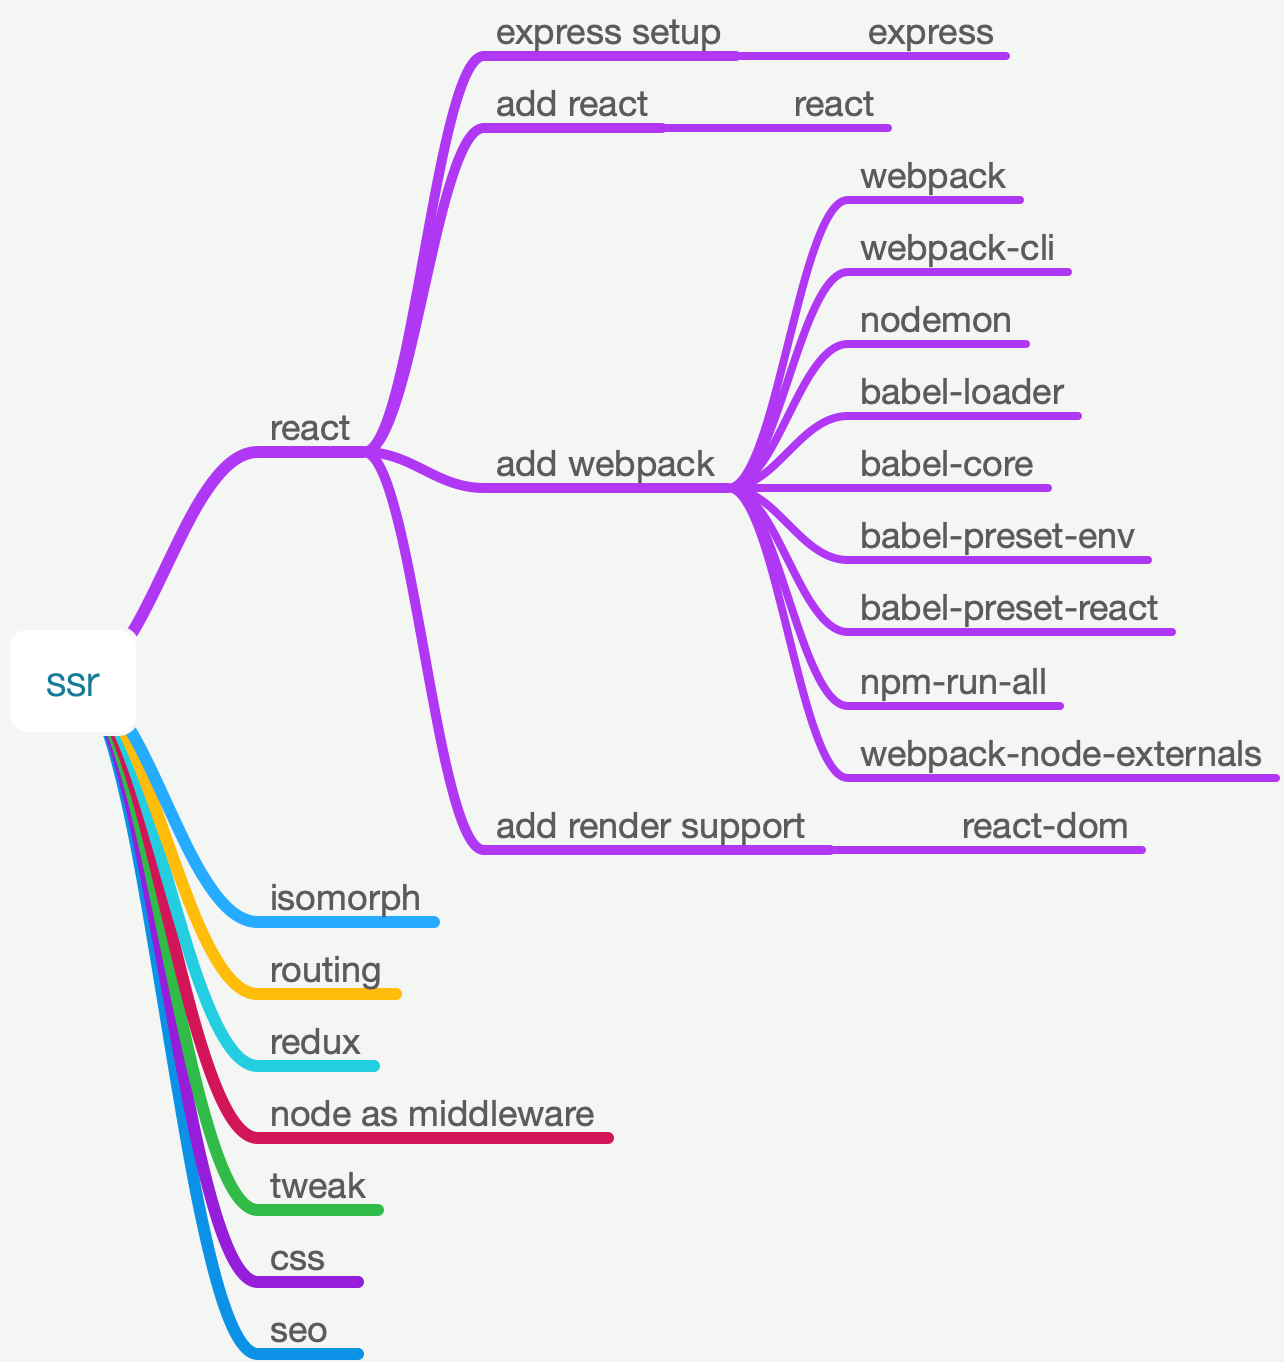 express setup
express
add react
react
webpack
webpack-cli
nodemon
babel-loader
react
add webpack
babel-core
babel-preset-env
babel-preset-react
ssr
npm-run-all
webpack-node-externals
add render support
react-dom
isomorph
routing
redux
node as middleware
tweak
css
seo